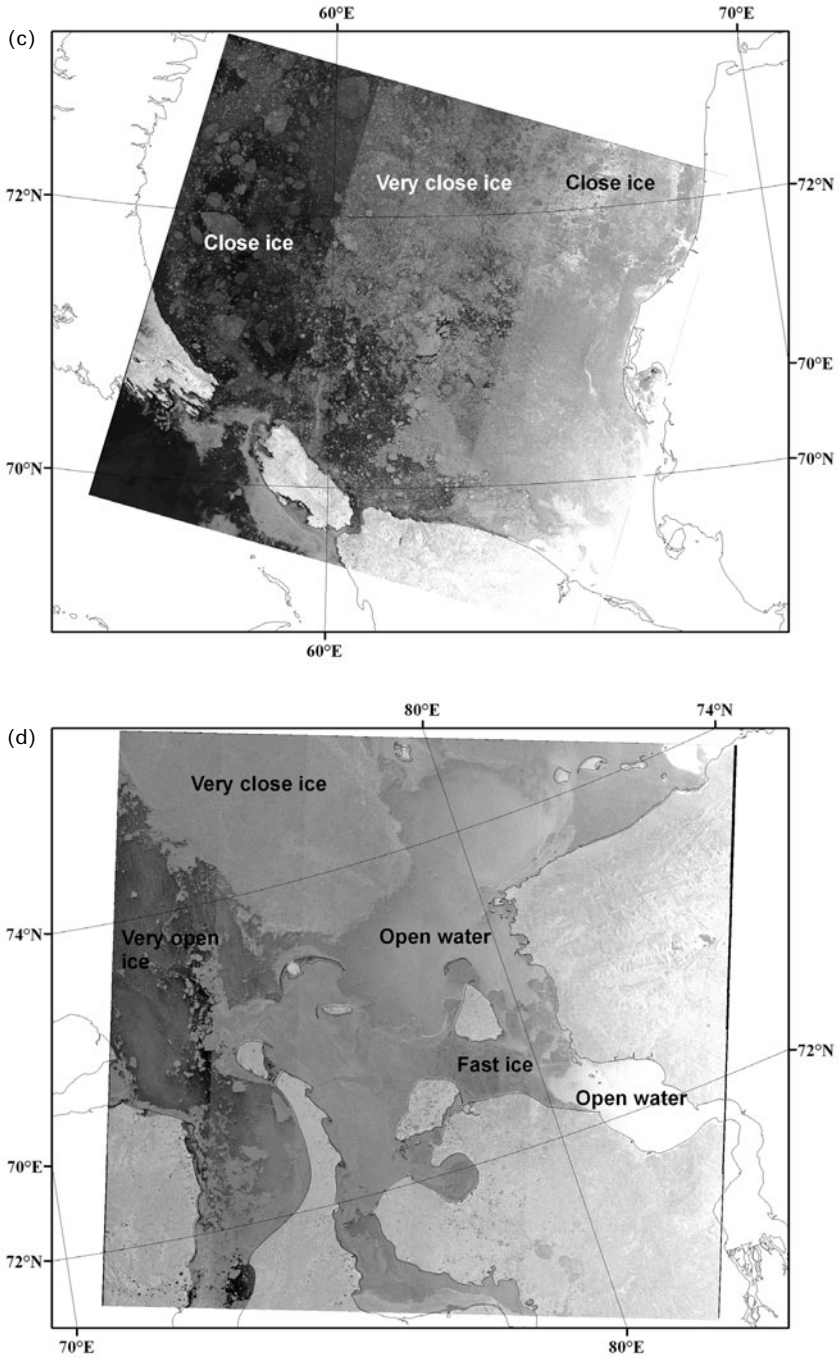 (c)
60°E
70°E
72°N
72°N
Very close ice
Close ice
Close ice
70°E
70°N
70°N
60°E
(d)
80°E
74°N
Very close ice
74°N
Very open
ice
Open water
72°N
Fast ice
Open water
70°E
72°N
70°E
80°E